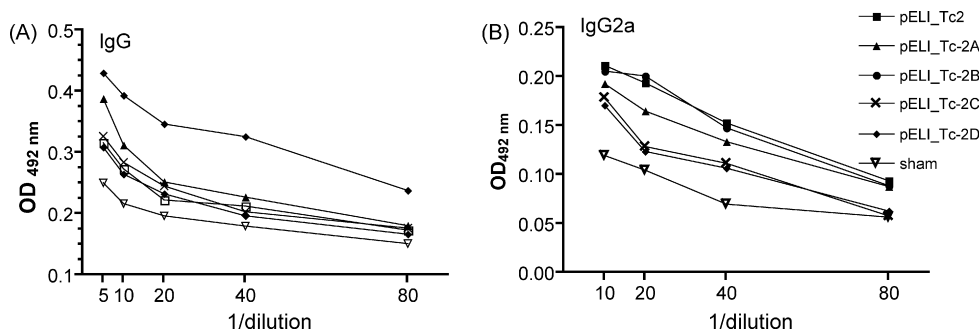 (A)
IgG
0.5
0.4
0.3
0.2
0.1
OD 492 nm
5 10 20 40 80
1/dilution
(B)
IgG2a
0.25
0.20
0.15
0.10
0.05
0.00
OD492 nm
10 20 40 80
1/dilution
pELI_Tc2
pELI_Tc-2A
pELI_Tc-2B
pELI_Tc-2C
pELI_Tc-2D
sham